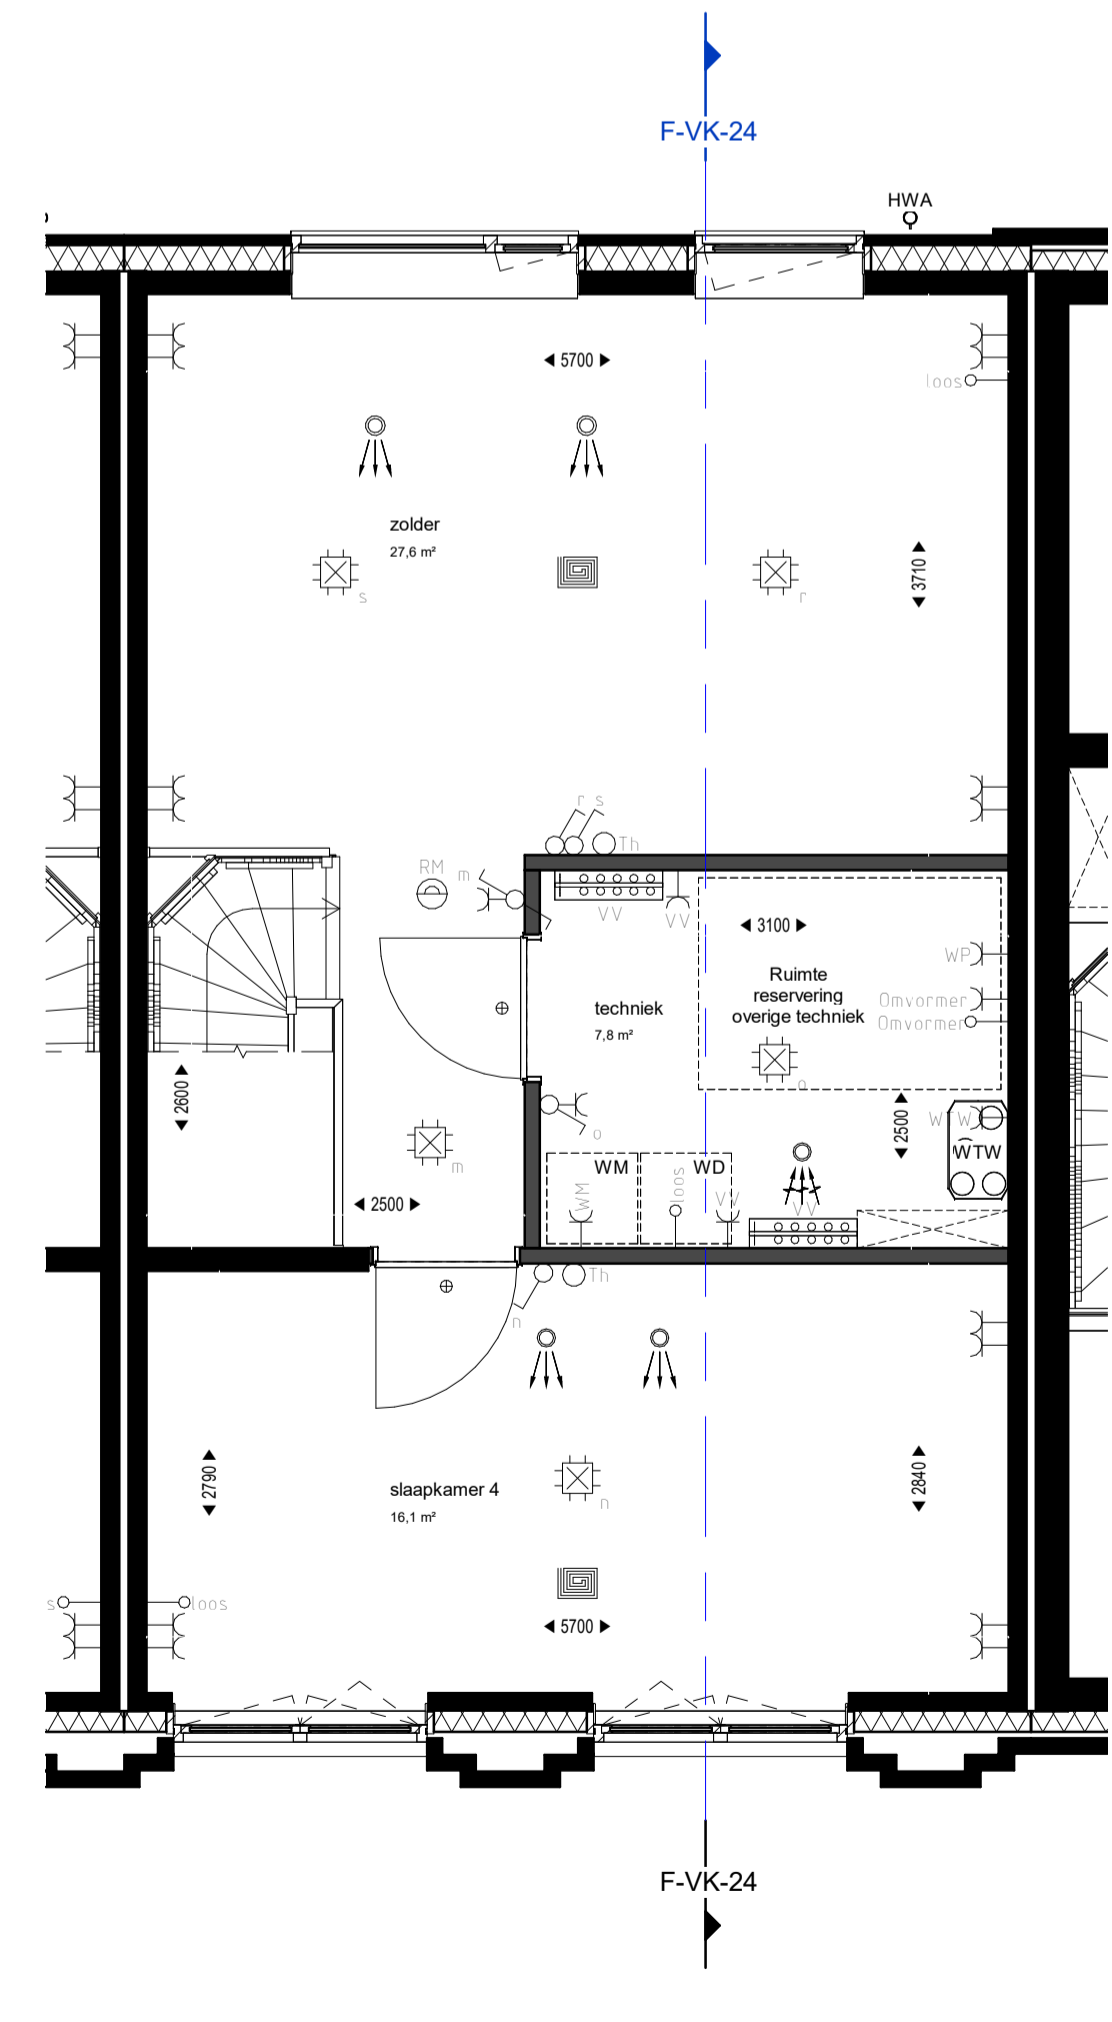 F-VK-24
HWA
5700
loos
zolder
27,6 m²
3710
s
r
r s
Th
RM
m
VV
VV
3100
WP
Ruimte
reservering
overige techniek
techniek
7,8 m²
Omvormer
Omvormer
o
2600
2500
WTW
WTW
o
m
WM
WD
WM
loos
VV
VV
2500
Th
n
2790
2840
slaapkamer 4
16,1 m²
n
s
loos
5700
F-VK-24